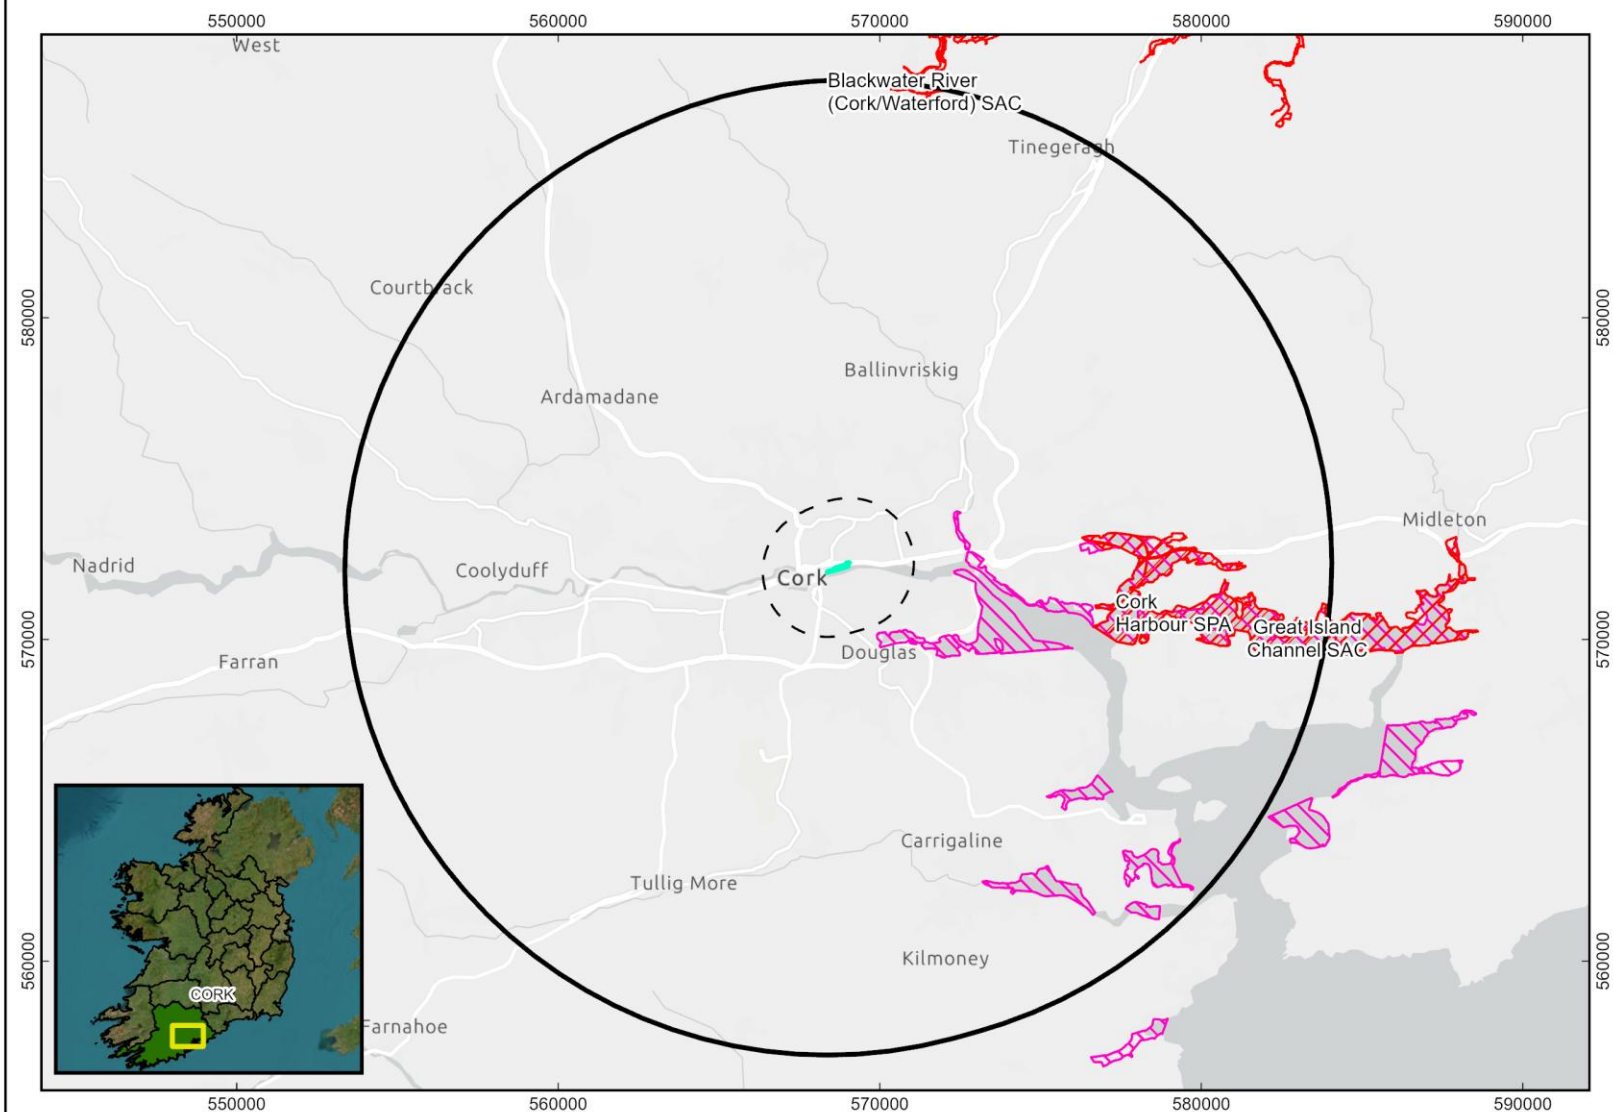 550000
560000
570000
580000
590000
West
Blackwater River
(Cork/Waterford) SAC
Tinegeragh
580000
Courtbrack
580000
Ballinvriskig
Ardamadane
Midleton
Nadrid
Coolyduff
Cork
Cork
Harbour SPA
Great Island
Channel SAC
570000
Farran
Douglas
570000
Carrigaline
Tullig More
560000
Kilmoney
560000
CORK
Farnahoe
550000
560000
570000
580000
590000